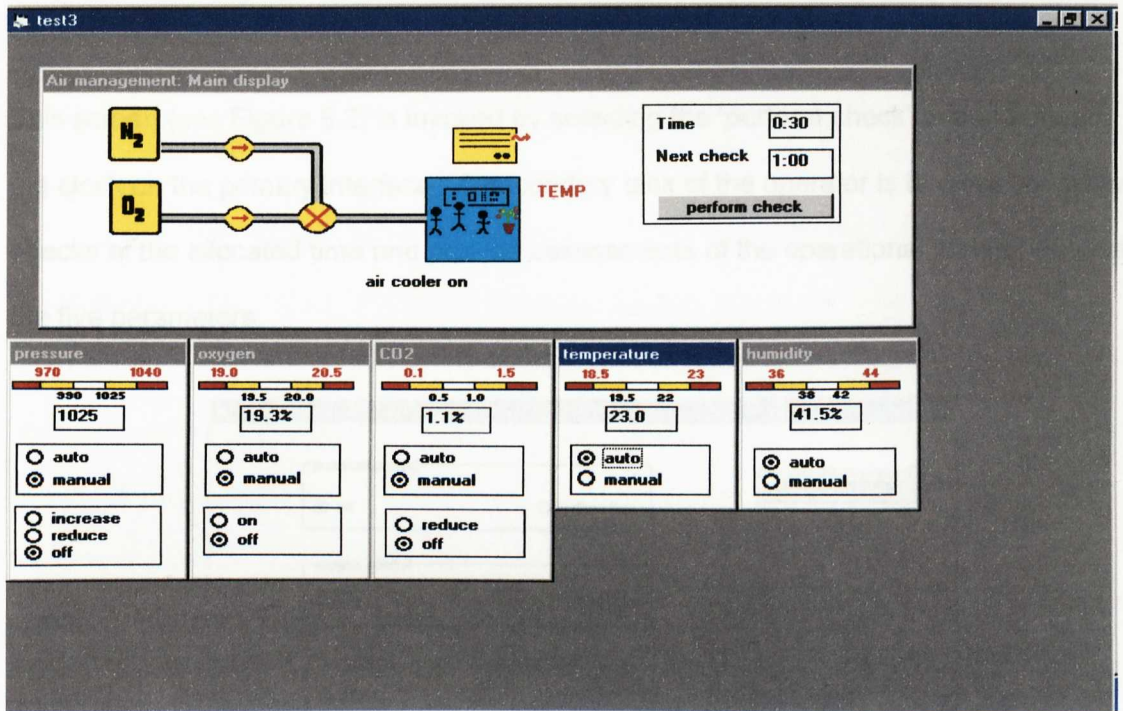 test3
Air management: Main display
N2
O2
TEMP
air cooler on
Time 0:30
Next check 1:00
perform check
pressure
970 1040
990 1025
1025
auto
manual
increase
reduce
off
oxygen
19.0 20.5
19.5 20.0
19.3%
auto
manual
on
off
CO2
0.1 1.5
0.5 1.0
1.1%
auto
manual
reduce
off
temperature
18.5 23
19.5 22
23.0
auto
manual
humidity
36 44
38 42
41.5%
auto
manual